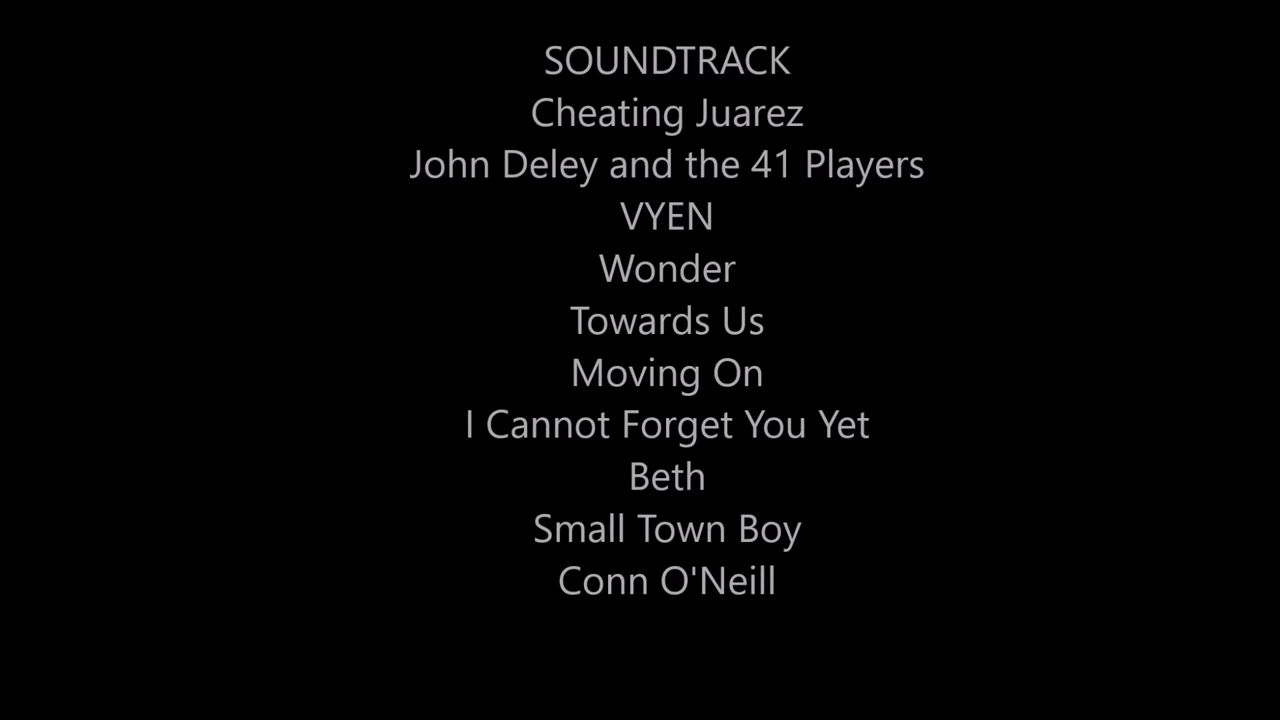 SOUNDTRACK
Cheating Juarez
John Deley and the 41 Players
VYEN
Wonder
Towards Us
Moving On
I Cannot Forget You Yet
Beth
Small Town Boy
Conn O'Neill